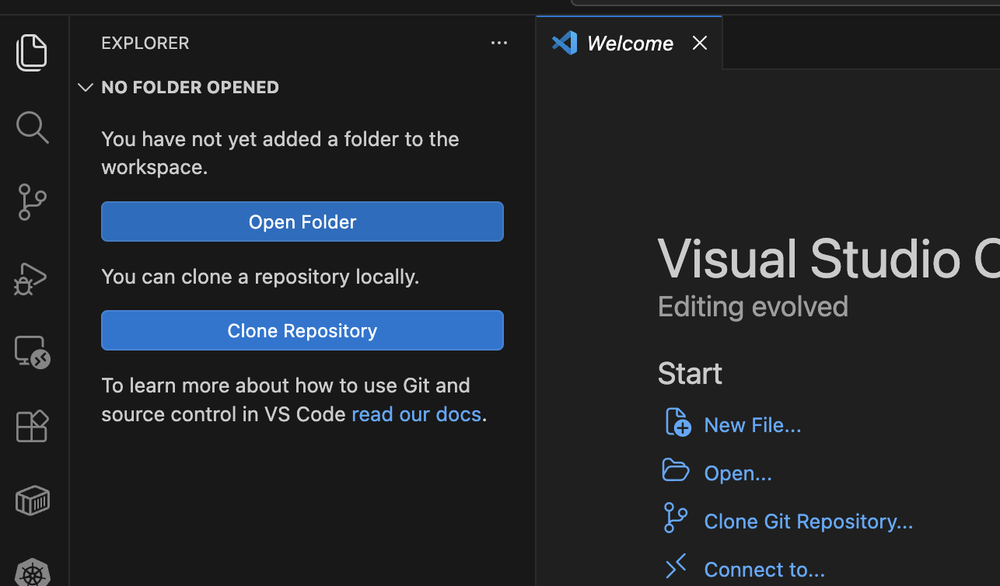 EXPLORER
NO FOLDER OPENED
You have not yet added a folder to the
workspace.
Open Folder
You can clone a repository locally.
Clone Repository
To learn more about how to use Git and
source control in VS Code read our docs.
Welcome
Visual Studio
Editing evolved
Start
New File...
Open...
Clone Git Repository...
Connect to...